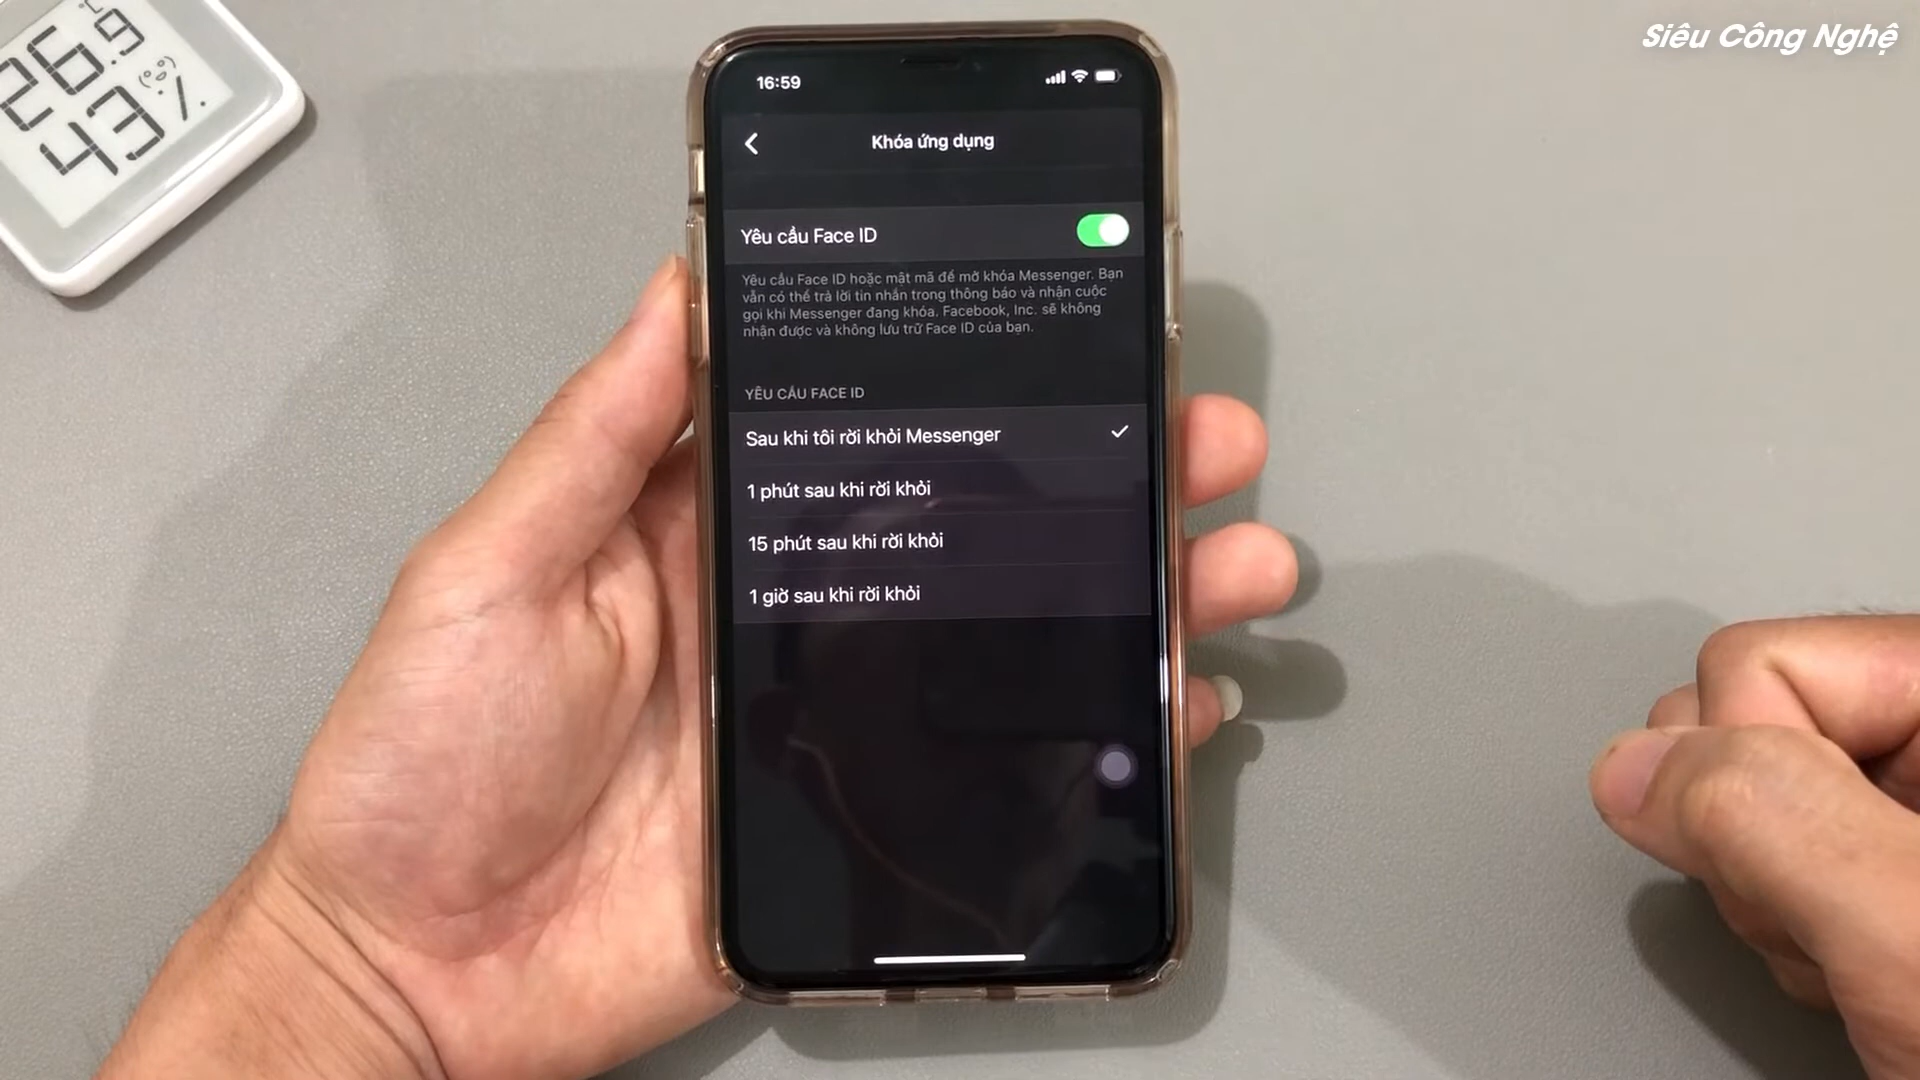 Siêu Công Nghệ
26.9
°C
43%
16:59
Khóa ứng dụng
Yêu cầu Face ID
Yêu cầu Face ID hoặc mật mã để mở khóa Messenger. Bạn
vẫn có thể trả lời tin nhắn trong thông báo và nhận cuộc
gọi khi Messenger đang khóa. Facebook, Inc. sẽ không
nhận được và không lưu trữ Face ID của bạn.
YÊU CẦU FACE ID
Sau khi tôi rời khỏi Messenger
1 phút sau khi rời khỏi
15 phút sau khi rời khỏi
1 giờ sau khi rời khỏi